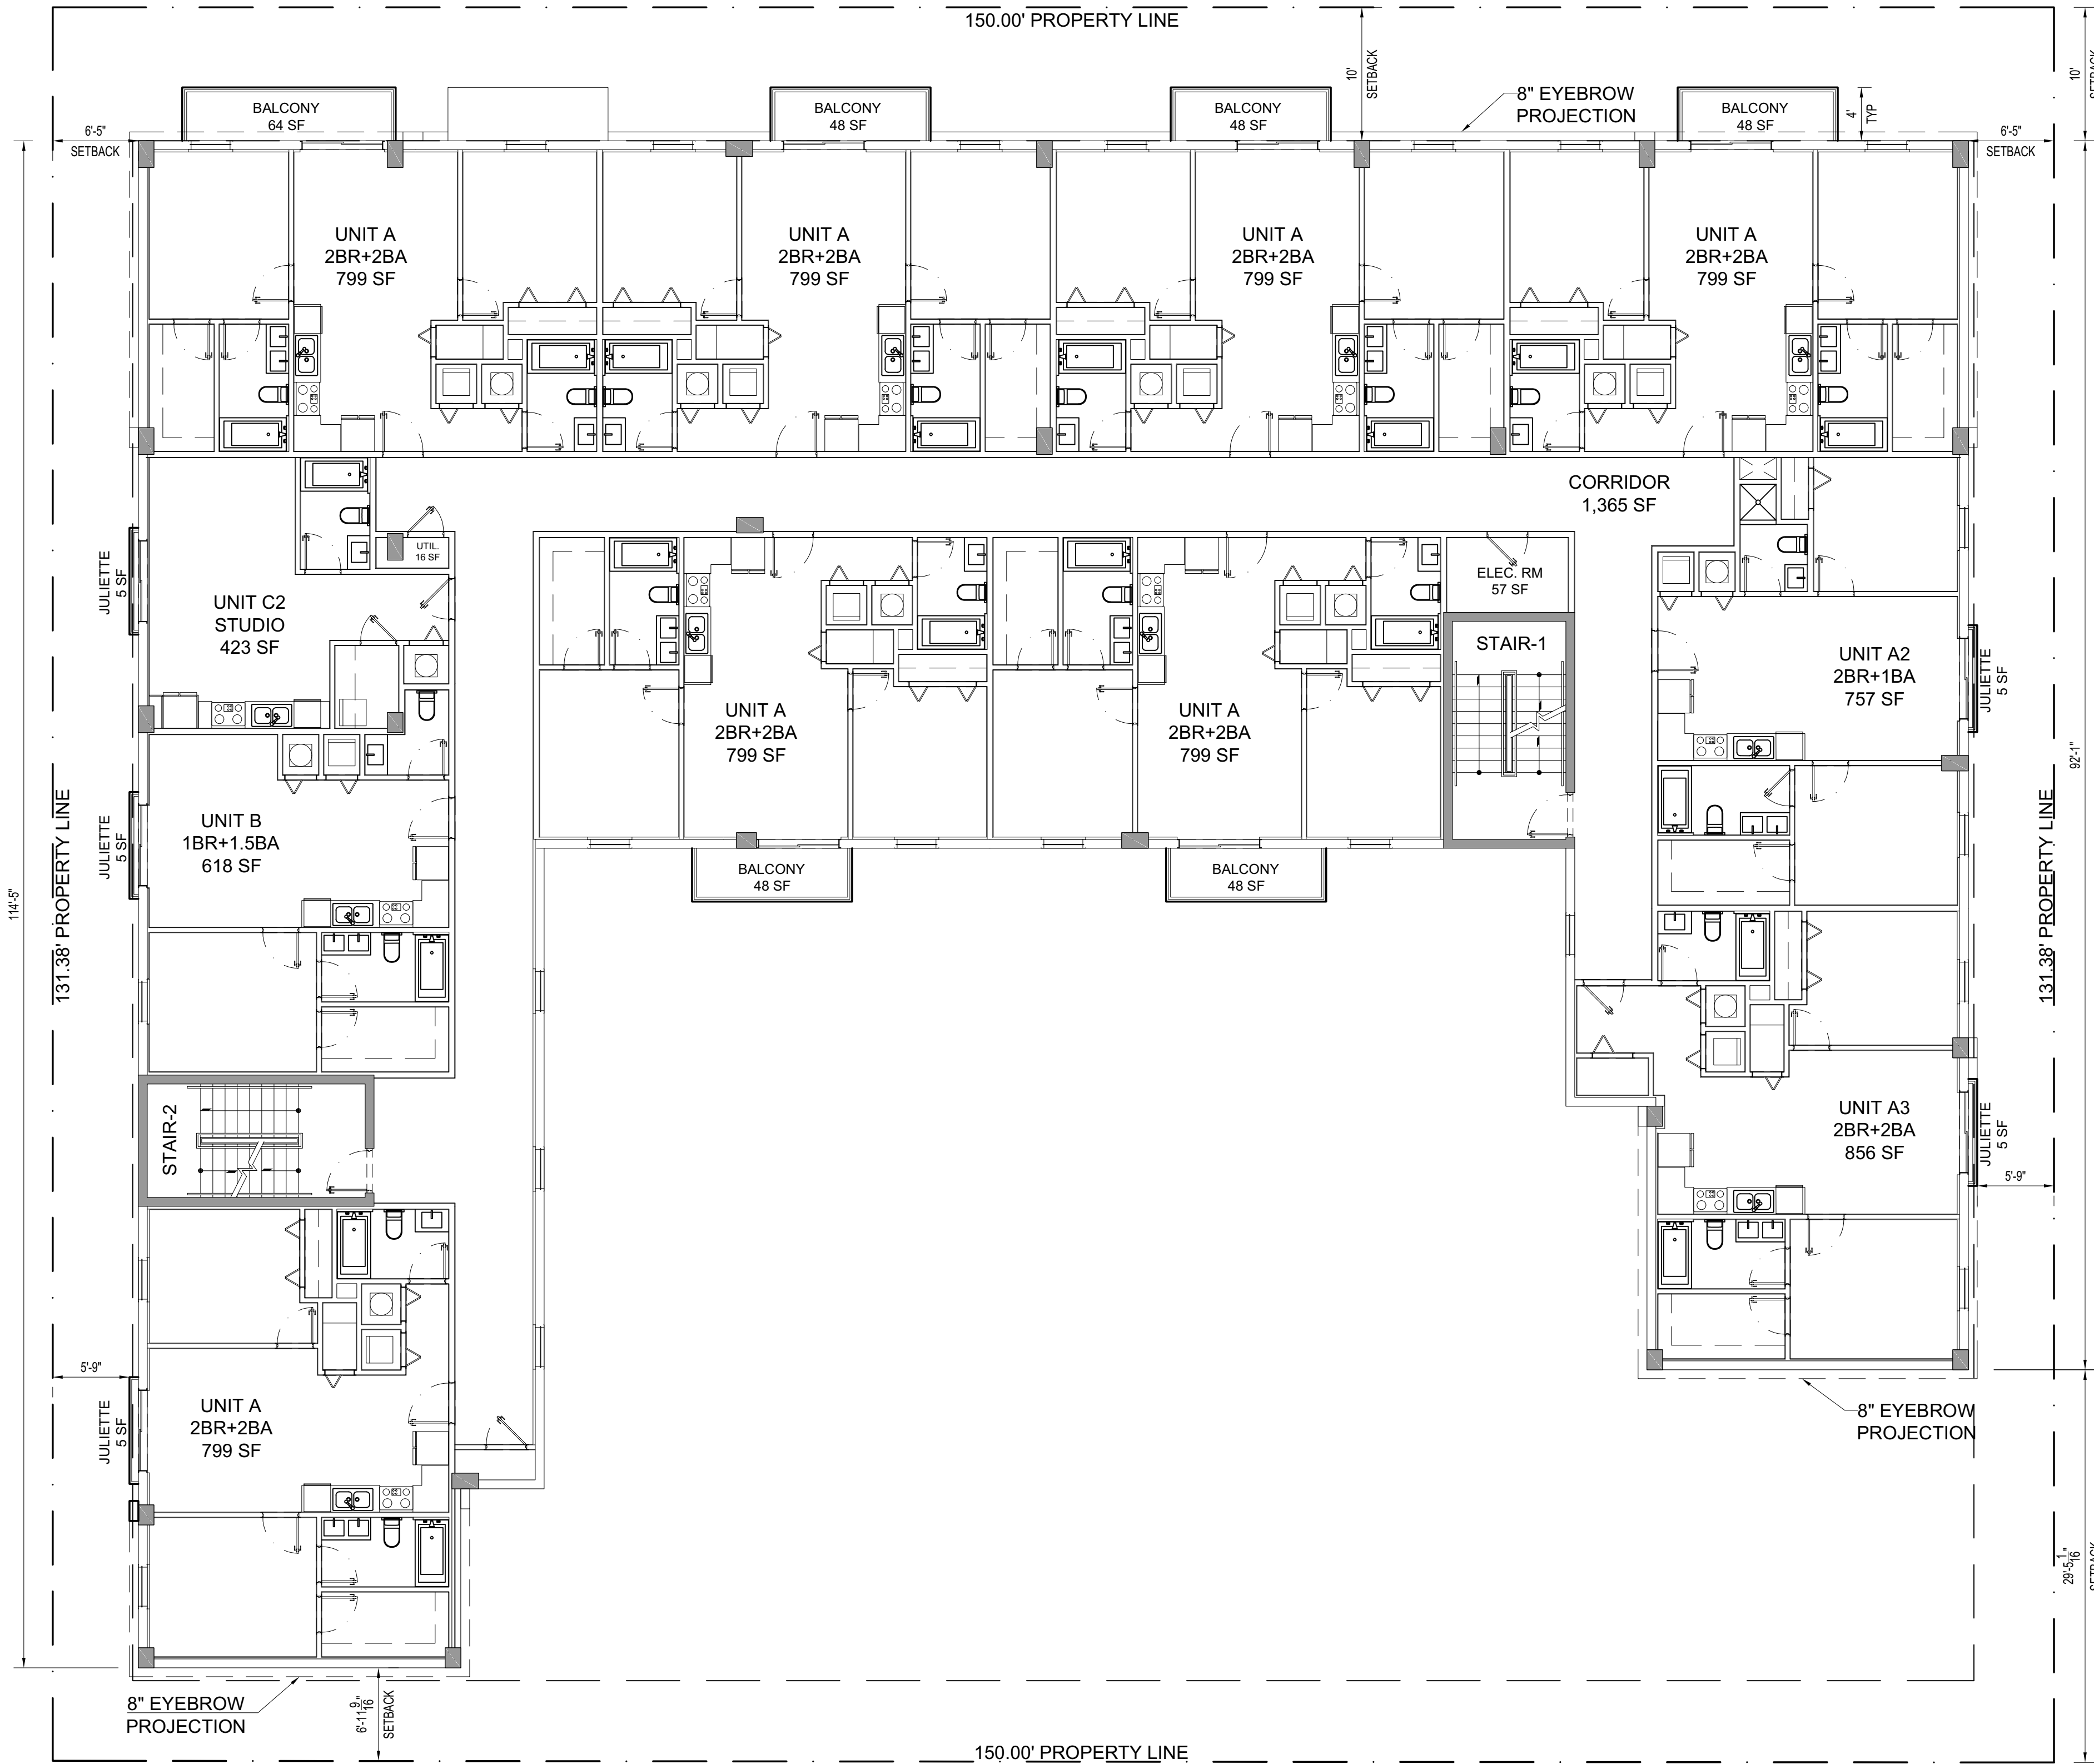 150.00' PROPERTY LINE
10'
SETBACK
10'
SETBACK
BALCONY
64 SF
BALCONY
48 SF
BALCONY
48 SF
8" EYEBROW
PROJECTION
BALCONY
48 SF
4'
TYP
6'-5"
SETBACK
6'-5"
SETBACK
UNIT A
2BR+2BA
799 SF
UNIT A
2BR+2BA
799 SF
UNIT A
2BR+2BA
799 SF
UNIT A
2BR+2BA
799 SF
CORRIDOR
1,365 SF
UTIL.
16 SF
JULIETTE
5 SF
UNIT C2
STUDIO
423 SF
ELEC. RM
57 SF
STAIR-1
UNIT A2
2BR+1BA
757 SF
JULIETTE
5 SF
UNIT A
2BR+2BA
799 SF
UNIT A
2BR+2BA
799 SF
92'-1"
114'-5"
131.38' PROPERTY LINE
JULIETTE
5 SF
UNIT B
1BR+1.5BA
618 SF
BALCONY
48 SF
BALCONY
48 SF
131.38' PROPERTY LINE
STAIR-2
UNIT A3
2BR+2BA
856 SF
JULIETTE
5 SF
5'-9"
5'-9"
JULIETTE
5 SF
UNIT A
2BR+2BA
799 SF
8" EYEBROW
PROJECTION
29'-5 1/16"
SETBACK
8" EYEBROW
PROJECTION
6'-11 9/16"
SETBACK
150.00' PROPERTY LINE